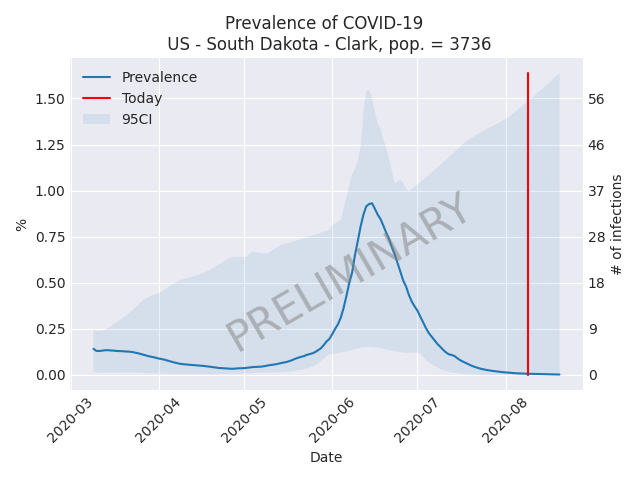 Prevalence of COVID-19
US - South Dakota - Clark, pop. = 3736
Prevalence
Today
95CI
PRELIMINARY
%
1.50
1.25
1.00
0.75
0.50
0.25
0.00
56
46
37
28
18
9
0
# of infections
2020-03
2020-04
2020-05
2020-06
2020-07
2020-08
Date